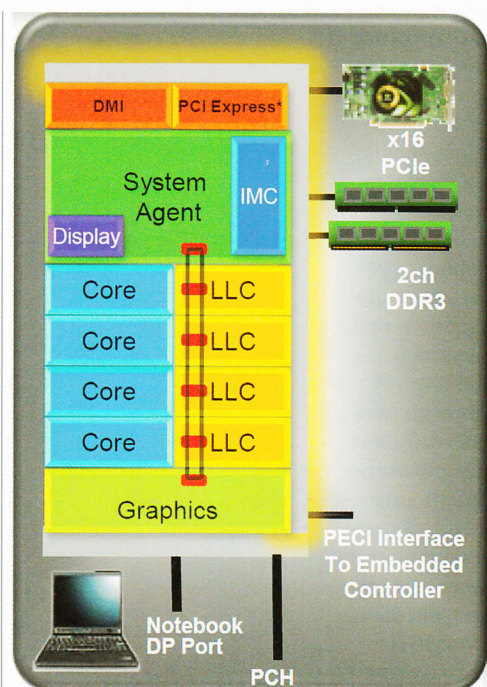 DMI
PCI Express*
x16
PCIe
System
Agent
IMC
Display
2ch
DDR3
Core
LLC
Core
LLC
Core
LLC
Core
LLC
Graphics
PECI Interface
To Embedded
Controller
Notebook
DP Port
PCH